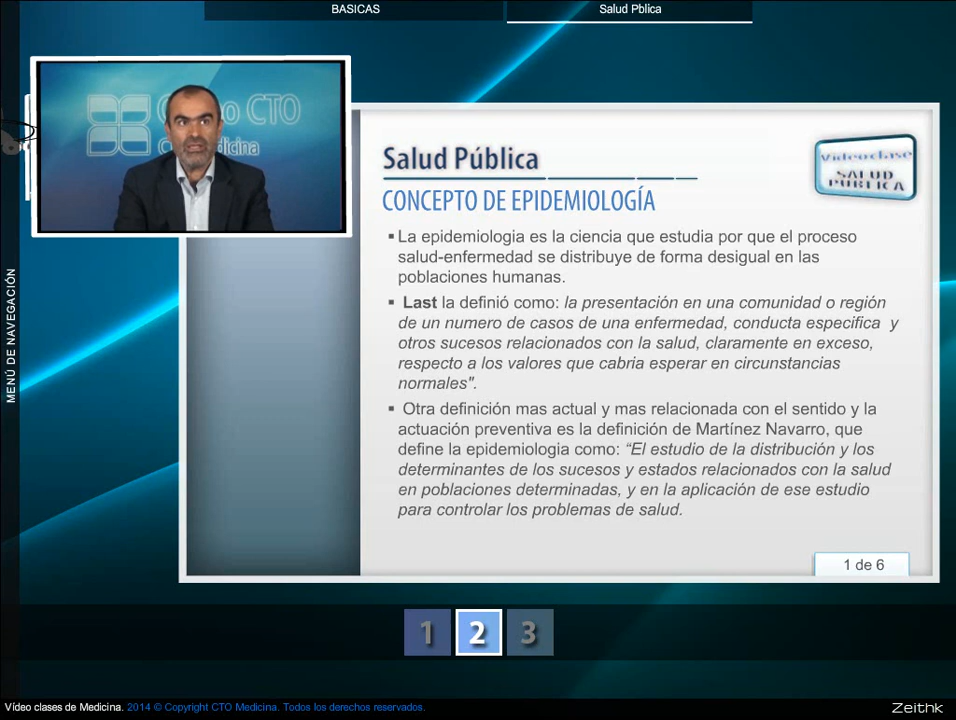 BASICAS
Salud Pblica
CTO
Medicina
Salud Pública
Videoclase
SALUD
PÚBLICA
CONCEPTO DE EPIDEMIOLOGÍA
▪ La epidemiologia es la ciencia que estudia por que el proceso
salud-enfermedad se distribuye de forma desigual en las
poblaciones humanas.
▪ Last la definió como: la presentación en una comunidad o región
de un numero de casos de una enfermedad, conducta especifica y
otros sucesos relacionados con la salud, claramente en exceso,
respecto a los valores que cabria esperar en circunstancias
normales".
▪ Otra definición mas actual y mas relacionada con el sentido y la
actuación preventiva es la definición de Martínez Navarro, que
define la epidemiologia como: “El estudio de la distribución y los
determinantes de los sucesos y estados relacionados con la salud
en poblaciones determinadas, y en la aplicación de ese estudio
para controlar los problemas de salud.
1 de 6
MENÚ DE NAVEGACIÓN
1 2 3
Vídeo clases de Medicina. 2014 © Copyright CTO Medicina. Todos los derechos reservados.
Zeithk